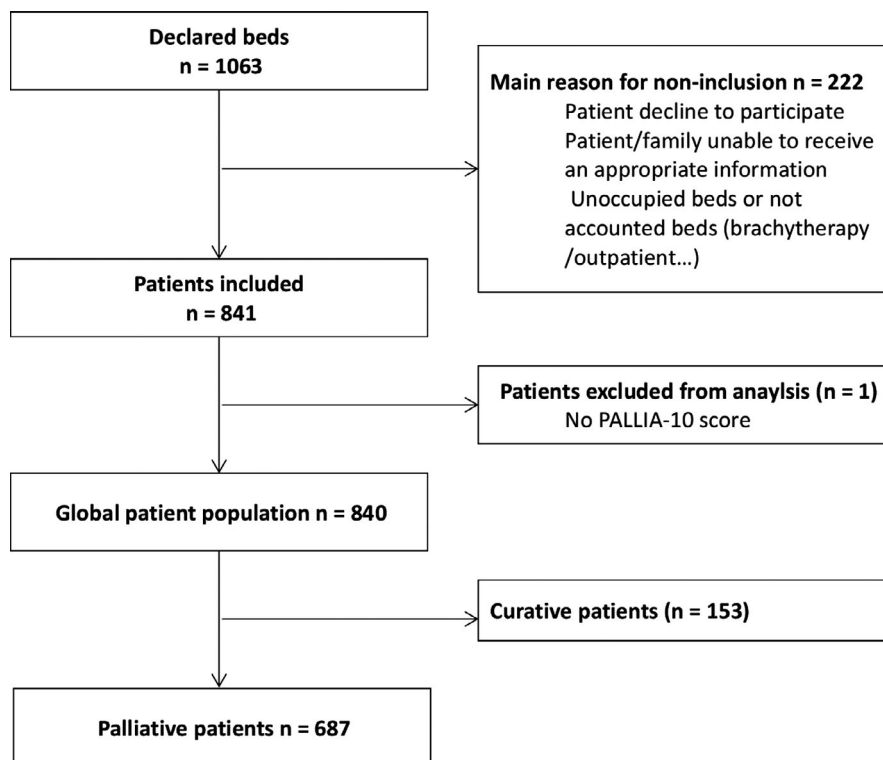 Declared beds
n = 1063
Main reason for non-inclusion n = 222
Patient decline to participate
Patient/family unable to receive
an appropriate information
Unoccupied beds or not
accounted beds (brachytherapy
/outpatient...)
Patients included
n = 841
Patients excluded from anaylsis (n = 1)
No PALLIA-10 score
Global patient population n = 840
Curative patients (n = 153)
Palliative patients n = 687